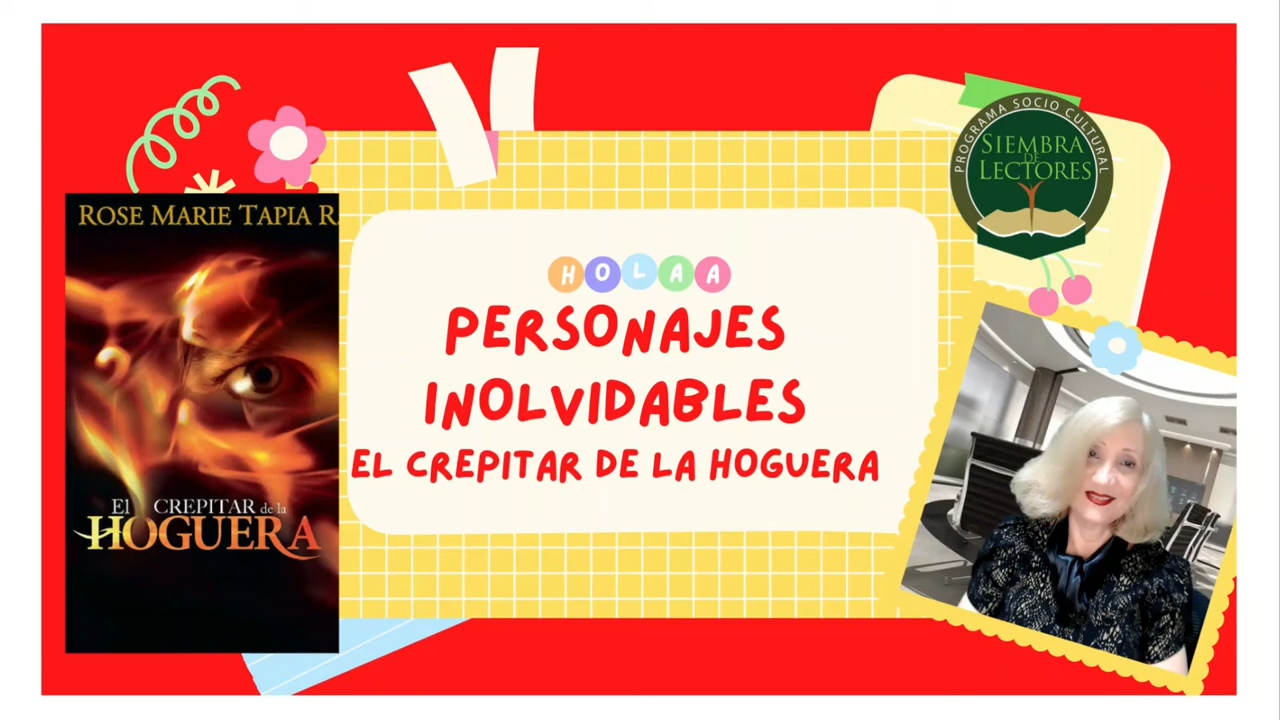 ROSE MARIE TAPIA R.
El CREPITAR de la
HOGUERA
HOLAA
PERSONAJES
INOLVIDABLES
EL CREPITAR DE LA HOGUERA
PROGRAMA SOCIO CULTURAL
SIEMBRA
DE
LECTORES